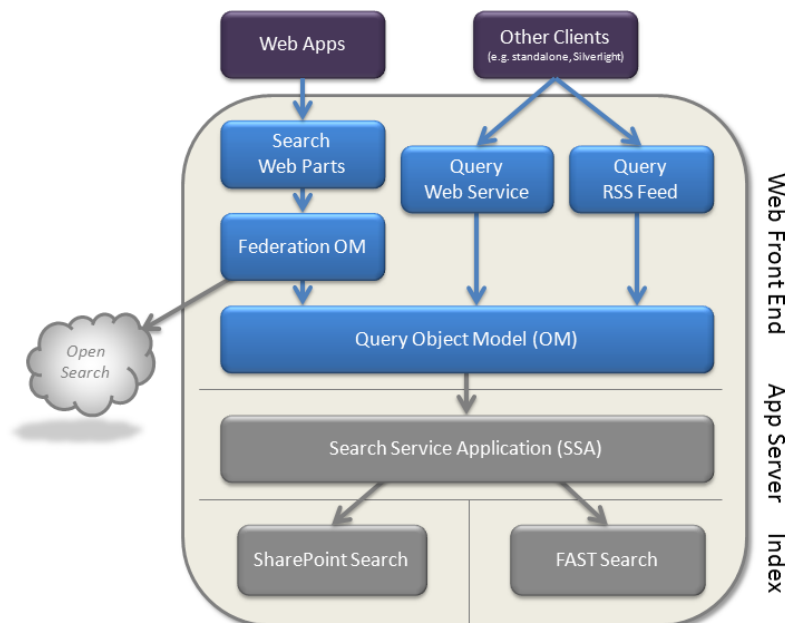 Web Apps
Other Clients
(e.g. standalone, Silverlight)
Search
Web Parts
Query
Web Service
Query
RSS Feed
Federation OM
Open
Search
Query Object Model (OM)
Search Service Application (SSA)
SharePoint Search
FAST Search
Web Front End
App Server
Index